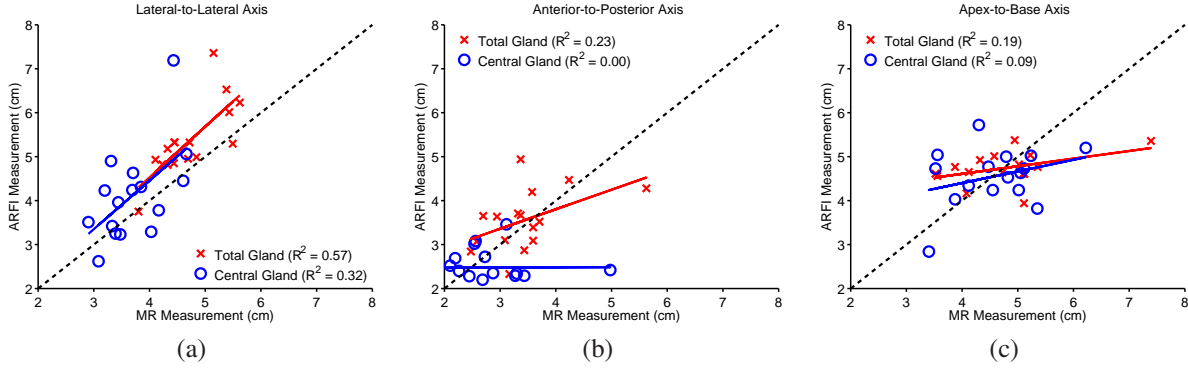 Lateral-to-Lateral Axis
8
7
6
5
4
3
2
ARFI Measurement (cm)
Total Gland (R² = 0.57)
Central Gland (R² = 0.32)
2 3 4 5 6 7 8
MR Measurement (cm)
(a)
Anterior-to-Posterior Axis
8
7
6
5
4
3
2
ARFI Measurement (cm)
Total Gland (R² = 0.23)
Central Gland (R² = 0.00)
2 3 4 5 6 7 8
MR Measurement (cm)
(b)
Apex-to-Base Axis
8
7
6
5
4
3
2
ARFI Measurement (cm)
Total Gland (R² = 0.19)
Central Gland (R² = 0.09)
2 3 4 5 6 7 8
MR Measurement (cm)
(c)